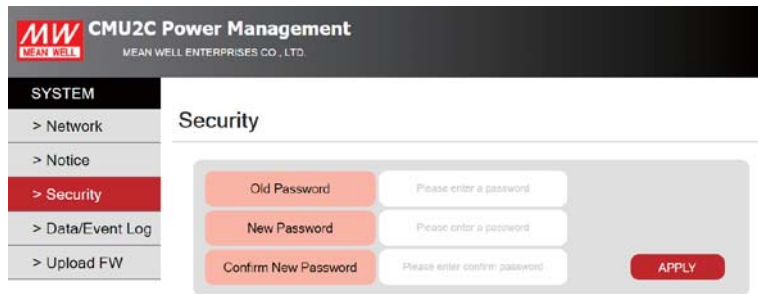 MW
MEAN WELL
CMU2C Power Management
MEAN WELL ENTERPRISES CO., LTD.
SYSTEM
> Network
> Notice
> Security
> Data/Event Log
> Upload FW
Security
Old Password
Please enter a password
New Password
Please enter a password
Confirm New Password
Please enter confirm password
APPLY